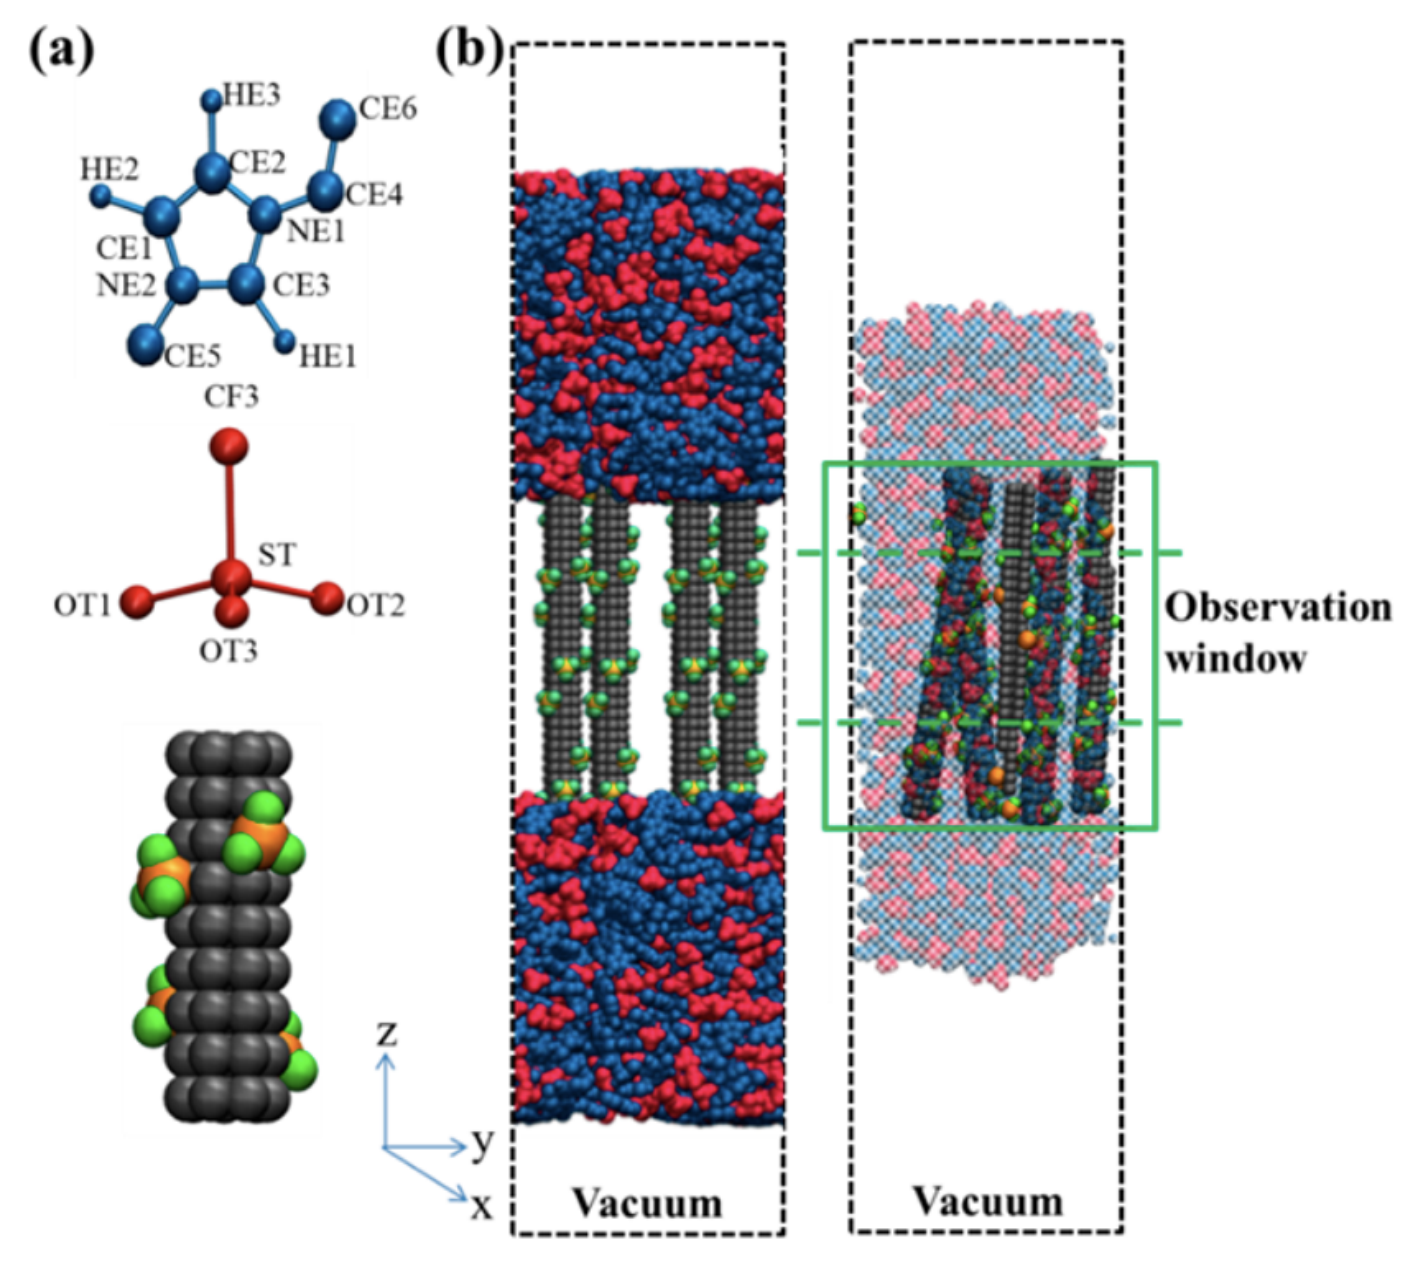 (a)
(b)
HE3
CE6
HE2
CE2
CE4
CE1
NE1
NE2
CE3
CE5
HE1
CF3
ST
OT1
OT2
OT3
Observation
window
z
y
x
Vacuum
Vacuum